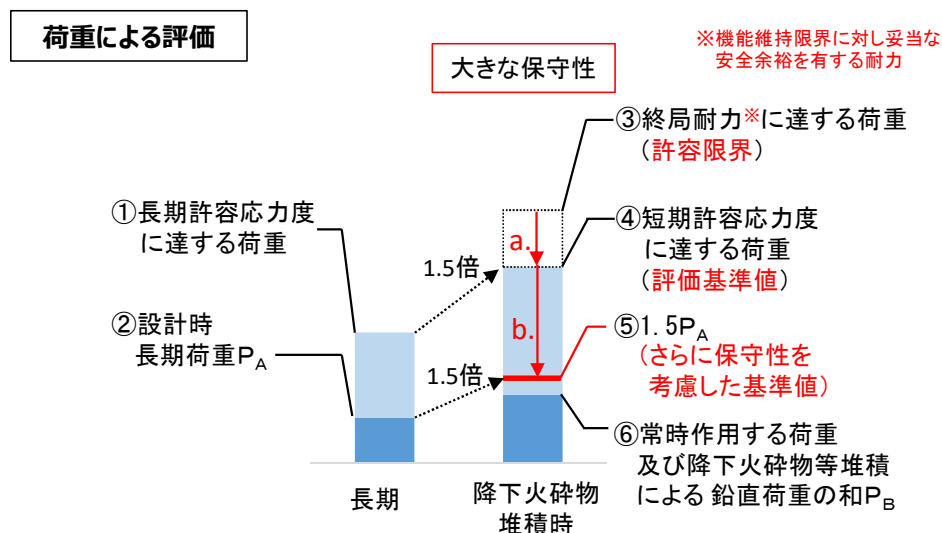 荷重による評価
※機能維持限界に対し妥当な
安全余裕を有する耐力
大きな保守性
③終局耐力※に達する荷重
（許容限界）
①長期許容応力度
に達する荷重
④短期許容応力度
に達する荷重
（評価基準値）
a.
1.5倍
②設計時
長期荷重PA
b.
⑤1.5PA
（さらに保守性を
考慮した基準値）
1.5倍
⑥常時作用する荷重
及び降下火砕物等堆積
による鉛直荷重の和PB
長期
降下火砕物
堆積時